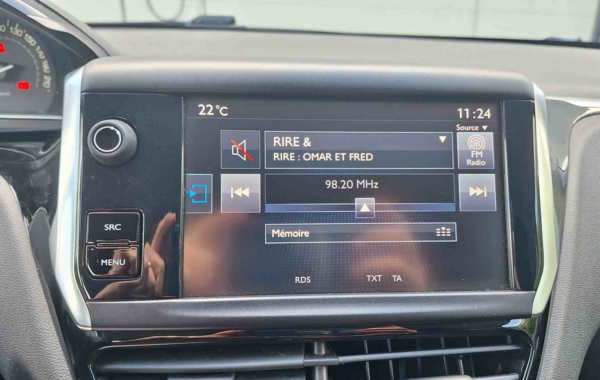 130
22°C
11:24
Source
RIRE &
RIRE : OMAR ET FRED
FM
Radio
98.20 MHz
SRC
Mémoire
MENU
RDS TXT TA